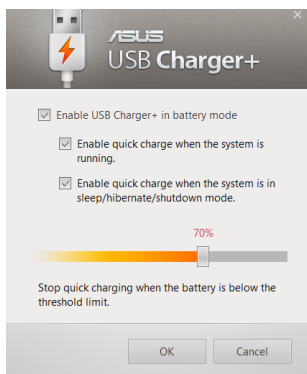 ASUS
USB Charger+
Enable USB Charger+ in battery mode
Enable quick charge when the system is
running.
Enable quick charge when the system is in
sleep/hibernate/shutdown mode.
70%
Stop quick charging when the battery is below the
threshold limit.
OK
Cancel